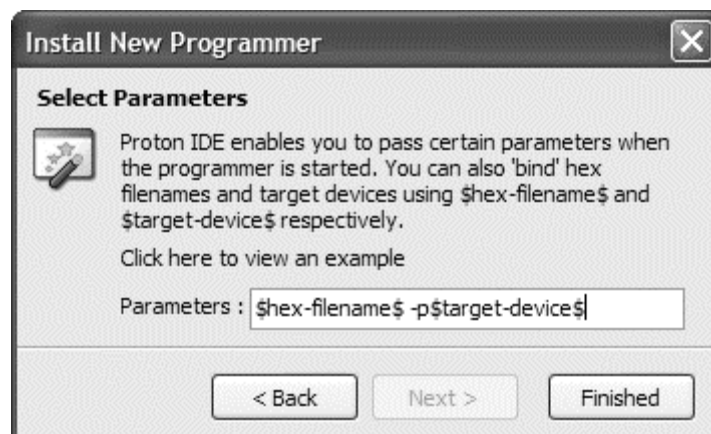 Install New Programmer
Select Parameters
Proton IDE enables you to pass certain parameters when
the programmer is started. You can also 'bind' hex
filenames and target devices using $hex-filename$ and
$target-device$ respectively.
Click here to view an example
Parameters : $hex-filename$ -p$target-device$
< Back Next > Finished